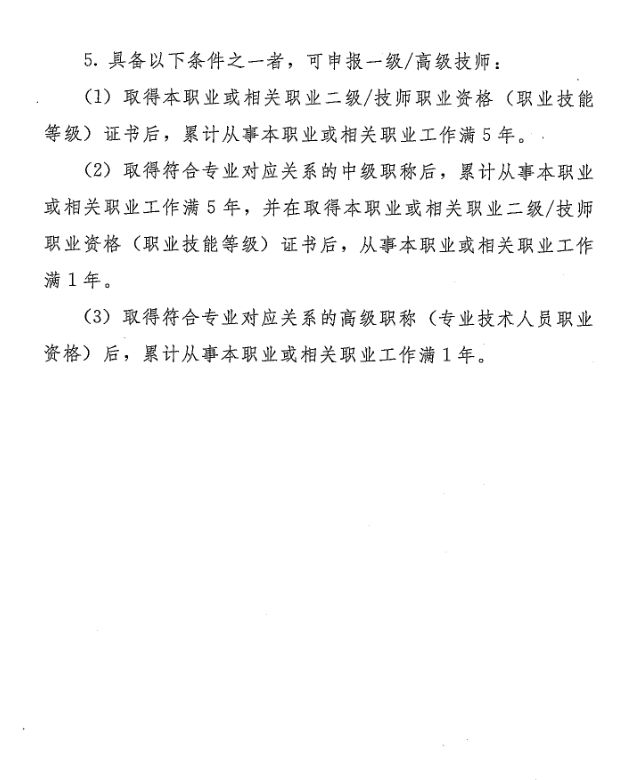 5. 具备以下条件之一者，可申报一级/高级技师：
（1）取得本职业或相关职业二级/技师职业资格（职业技能
等级）证书后，累计从事本职业或相关职业工作满 5 年。
（2）取得符合专业对应关系的中级职称后，累计从事本职业
或相关职业工作满 5 年，并在取得本职业或相关职业二级/技师
职业资格（职业技能等级）证书后，从事本职业或相关职业工作
满 1 年。
（3）取得符合专业对应关系的高级职称（专业技术人员职业
资格）后，累计从事本职业或相关职业工作满 1 年。